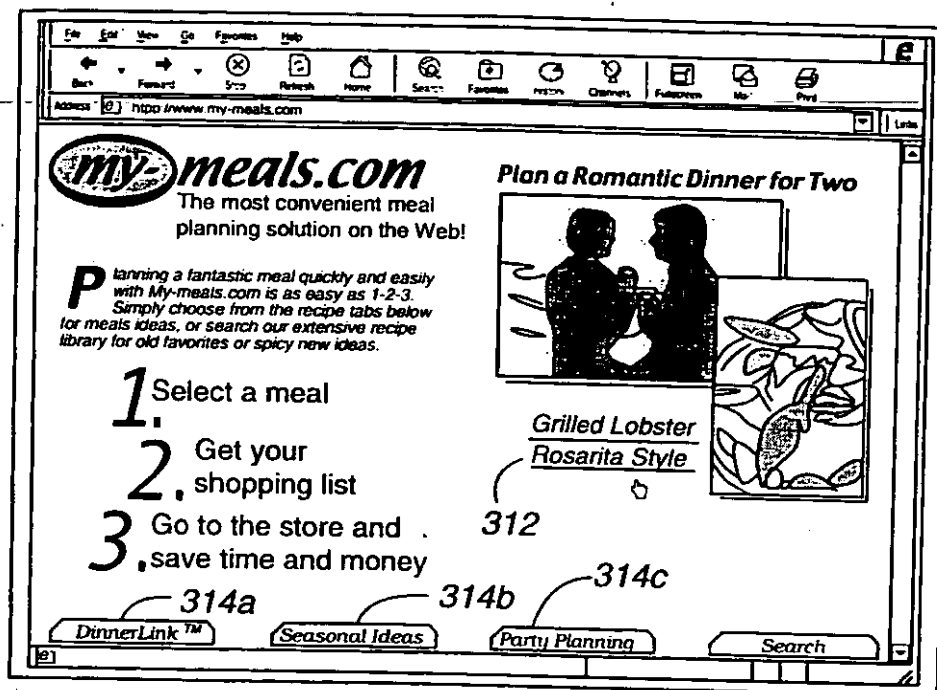 File Edit View Go Favorites Help
Back Forward Stop Refresh Home Search Favorites History Channels Fullscreen Mail Print
Address http://www.my-meals.com Links
my-meals.com
The most convenient meal
planning solution on the Web!
Planning a fantastic meal quickly and easily
with My-meals.com is as easy as 1-2-3.
Simply choose from the recipe tabs below
for meals ideas, or search our extensive recipe
library for old favorites or spicy new ideas.
1. Select a meal
2. Get your
shopping list
3. Go to the store and
save time and money
Plan a Romantic Dinner for Two
Grilled Lobster
Rosarita Style
312
314a
314b
314c
DinnerLink™ Seasonal Ideas Party Planning Search